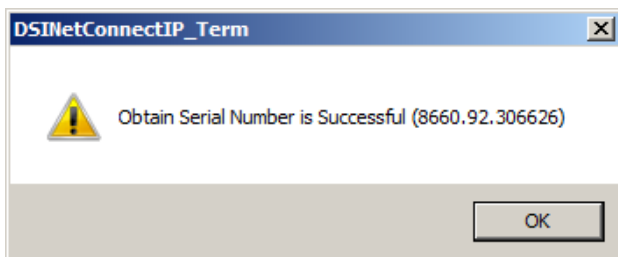 DSINetConnectIP_Term
Obtain Serial Number is Successful (8660.92.306626)
OK